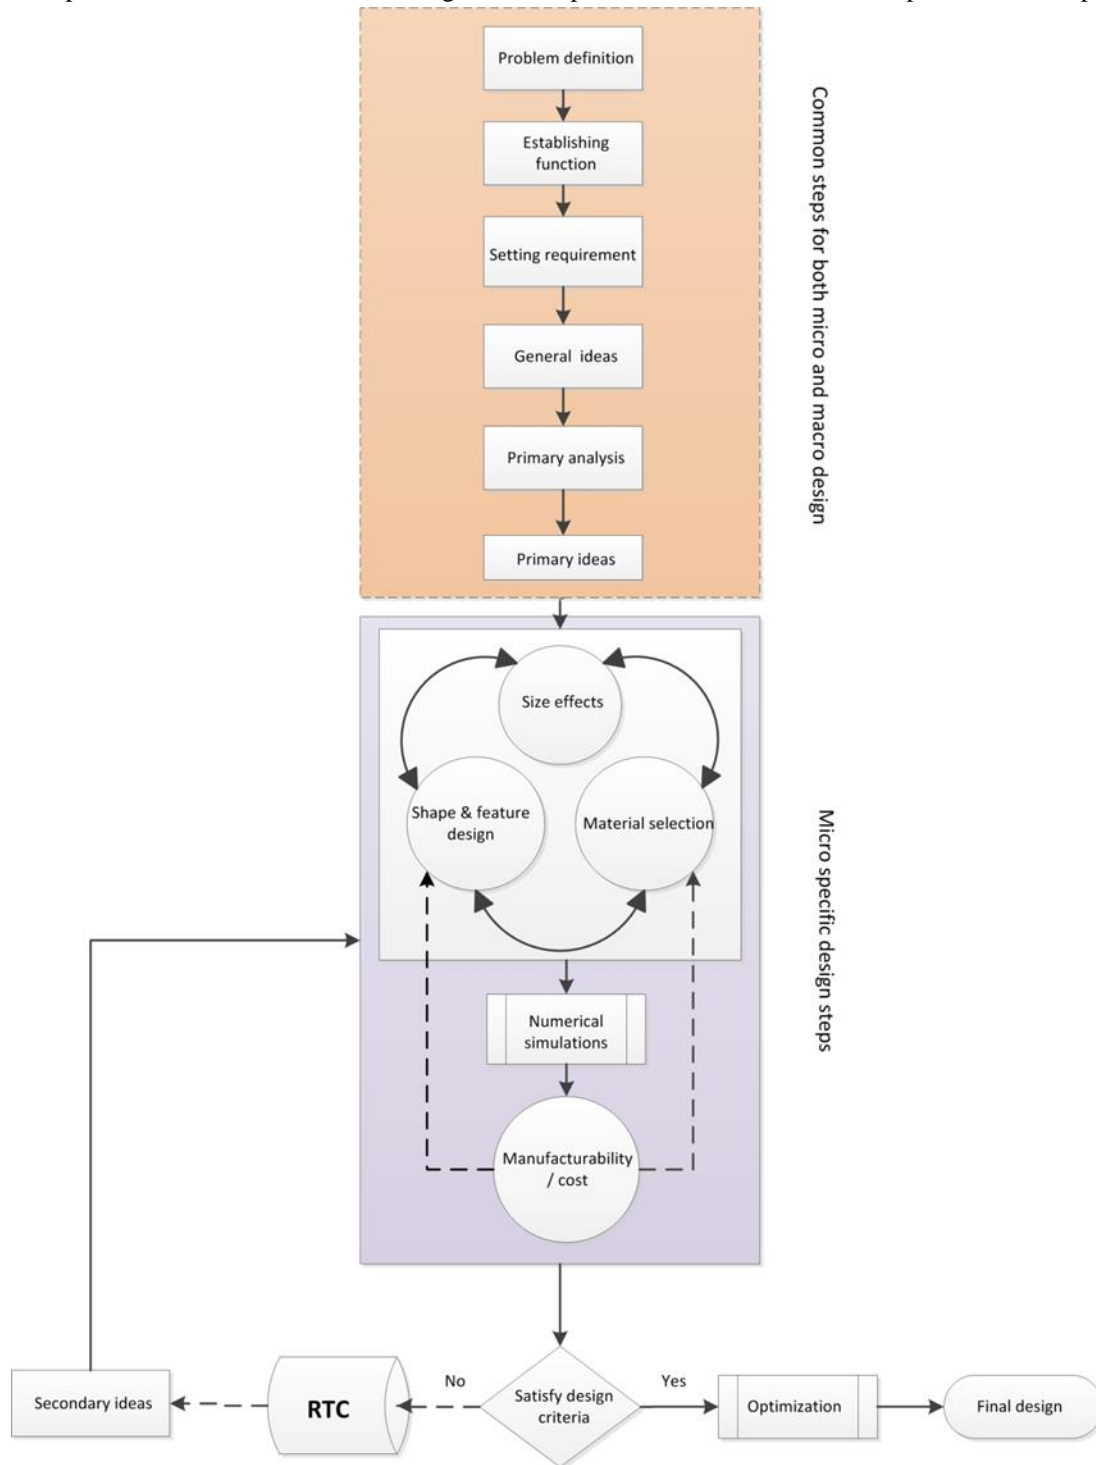 Problem definition
Establishing
function
Setting requirement
General ideas
Primary analysis
Primary ideas
Common steps for both micro and macro design
Size effects
Shape & feature
design
Material selection
Numerical
simulations
Manufacturability
/ cost
Micro specific design steps
Satisfy design
criteria
No
Yes
RTC
Secondary ideas
Optimization
Final design